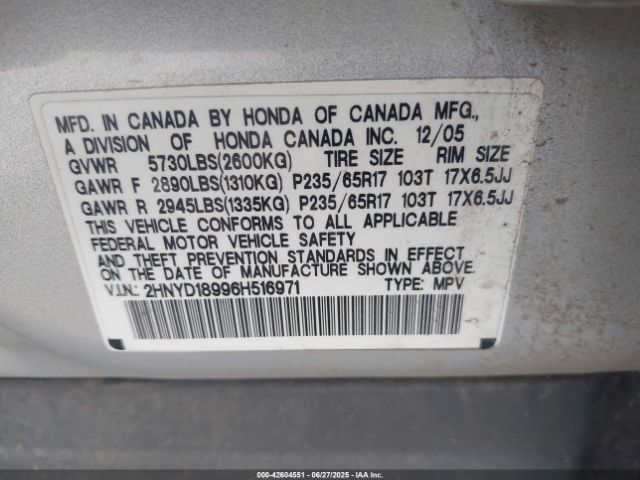 MFD. IN CANADA BY HONDA OF CANADA MFG.,
A DIVISION OF HONDA CANADA INC. 12/05
GVWR 5730LBS(2600KG) TIRE SIZE RIM SIZE
GAWR F 2890LBS(1310KG) P235/65R17 103T 17X6.5JJ
GAWR R 2945LBS(1335KG) P235/65R17 103T 17X6.5JJ
THIS VEHICLE CONFORMS TO ALL APPLICABLE
FEDERAL MOTOR VEHICLE SAFETY
AND THEFT PREVENTION STANDARDS IN EFFECT
ON THE DATE OF MANUFACTURE SHOWN ABOVE.
V.I.N.: 2HNYD18996H516971 TYPE: MPV
000-42604551 | 06/27/2025 | IAAI.COM